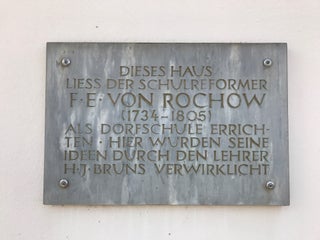 DIESES HAUS
LIESS DER SCHULREFORMER
F·E·VON ROCHOW
(1734-1805)
ALS DORFSCHULE ERRICH-
TEN · HIER WURDEN SEINE
IDEEN DURCH DEN LEHRER
H·J·BRUNS VERWIRKLICHT